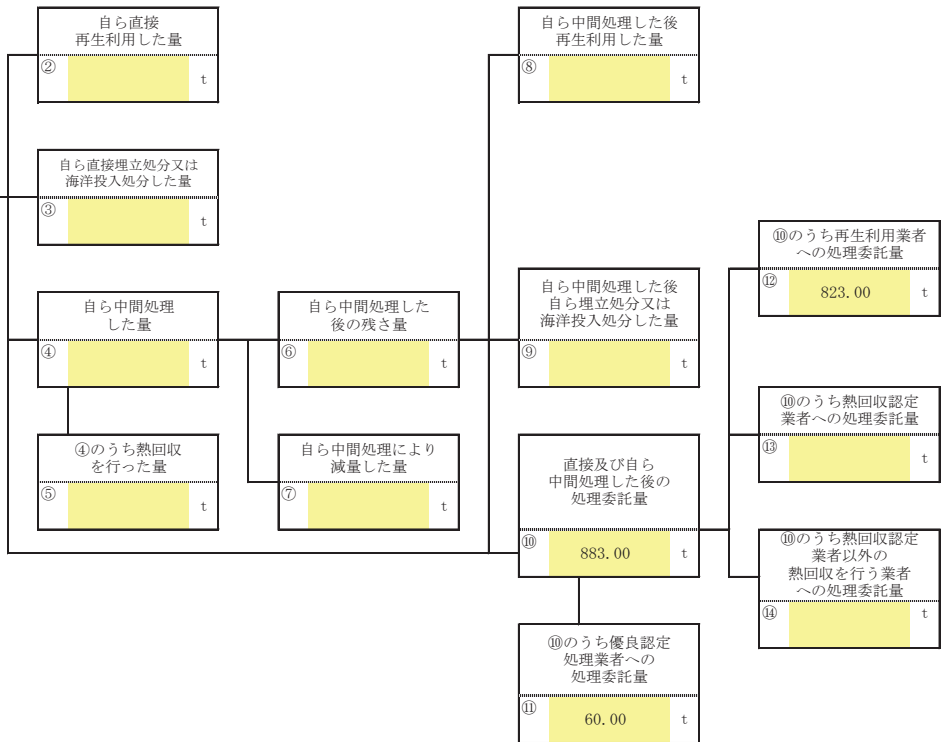 自ら直接
再生利用した量
② t
自ら直接埋立処分又は
海洋投入処分した量
③ t
自ら中間処理
した量
④ t
④のうち熱回収
を行った量
⑤ t
自ら中間処理した
後の残さ量
⑥ t
自ら中間処理により
減量した量
⑦ t
自ら中間処理した後
再生利用した量
⑧ t
自ら中間処理した後
自ら埋立処分又は
海洋投入処分した量
⑨ t
直接及び自ら
中間処理した後の
処理委託量
⑩ 883.00 t
⑩のうち優良認定
処理業者への
処理委託量
⑪ 60.00 t
⑩のうち再生利用業者
への処理委託量
⑫ 823.00 t
⑩のうち熱回収認定
業者への処理委託量
⑬ t
⑩のうち熱回収認定
業者以外の
熱回収を行う業者
への処理委託量
⑭ t